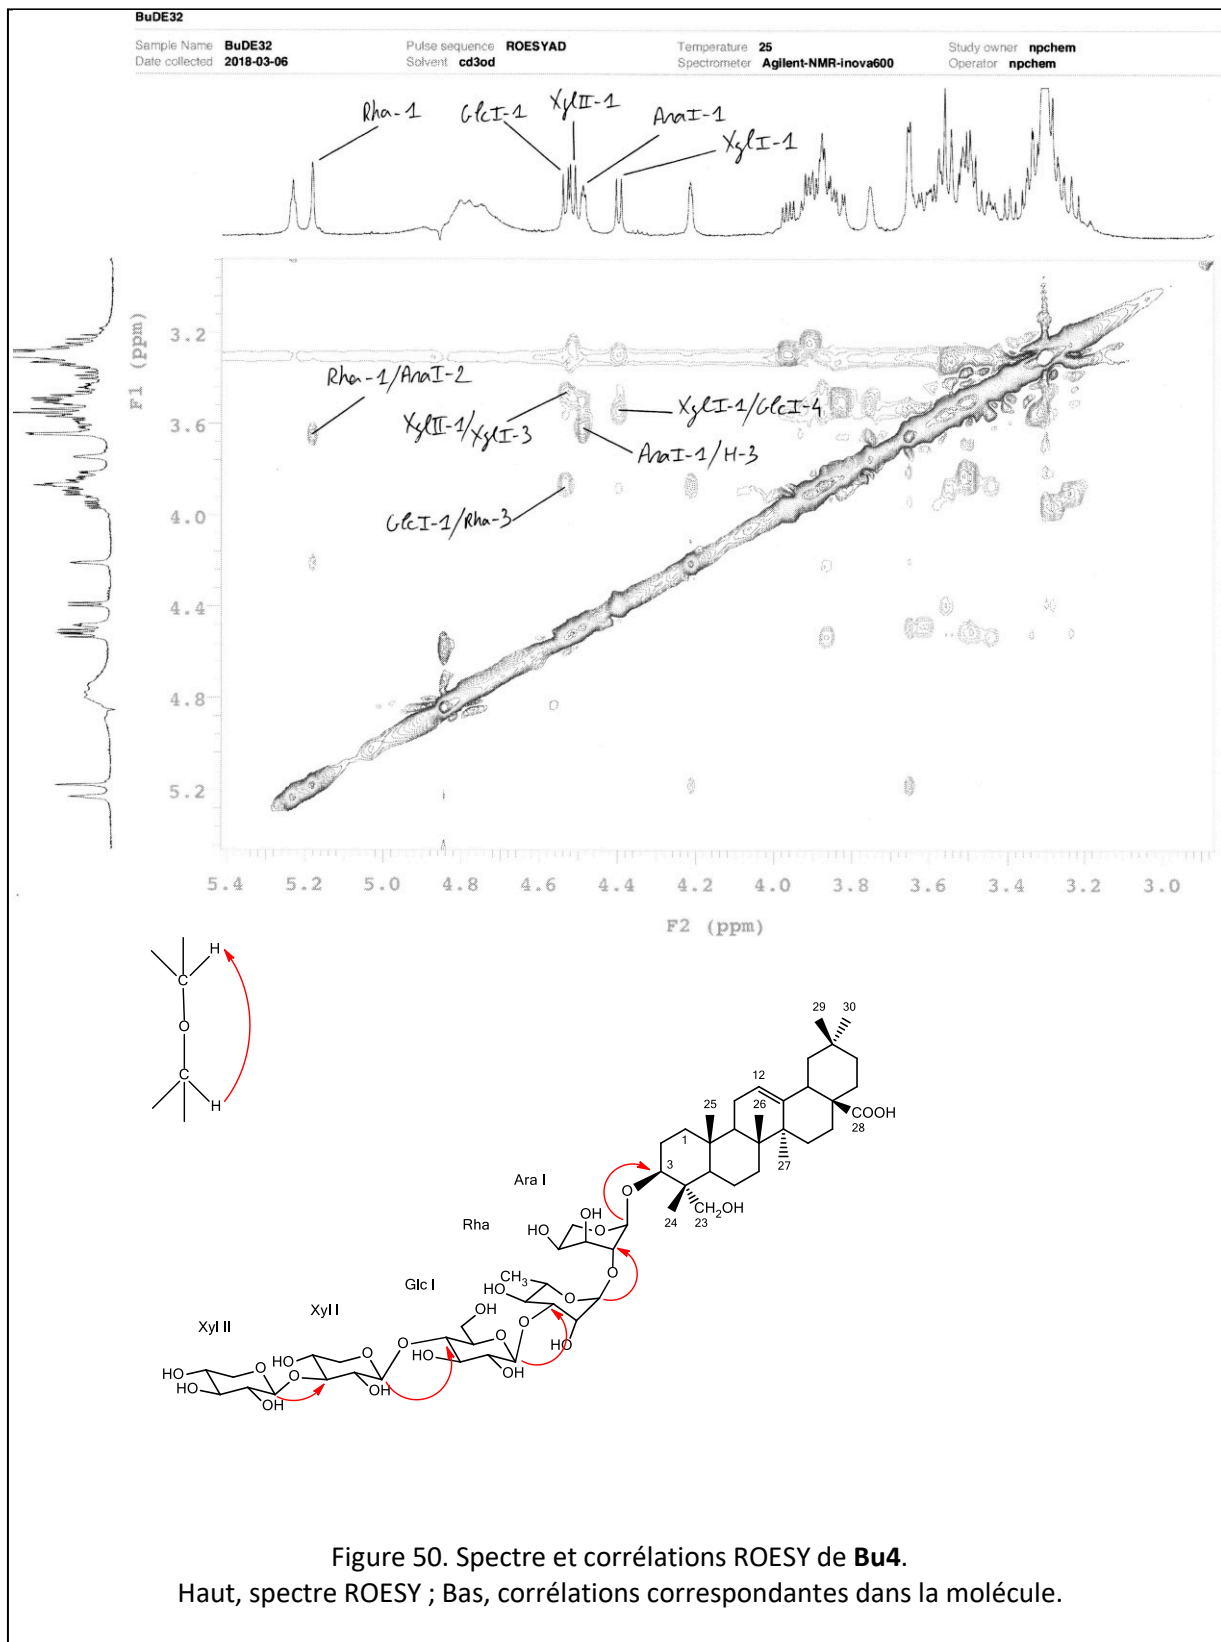 BuDE32
Sample Name BuDE32 Pulse sequence ROESYAD Temperature 25 Study owner npchem
Date collected 2018-03-06 Solvent cd3od Spectrometer Agilent-NMR-inova600 Operator npchem
Rha-1 GlcI-1 XylII-1 AraI-1 XylI-1
F1 (ppm)
3.2
3.6
4.0
4.4
4.8
5.2
Rha-1/AraI-2
XylII-1/XylI-3
XylI-1/GlcI-4
AraI-1/H-3
GlcI-1/Rha-3
5.4 5.2 5.0 4.8 4.6 4.4 4.2 4.0 3.8 3.6 3.4 3.2 3.0
F2 (ppm)
H
C
O
C
H
29 30
12
25 26
COOH
28
1
27
3
Ara I
O
24
CH2OH
23
OH
O
HO
Rha
O
CH3
O
HO
Glc I
OH
O
HO
O
Xyl I
O
HO
OH
Xyl II
HO
O
HO
O
HO
O
OH
OH
Figure 50. Spectre et corrélations ROESY de Bu4.
Haut, spectre ROESY ; Bas, corrélations correspondantes dans la molécule.